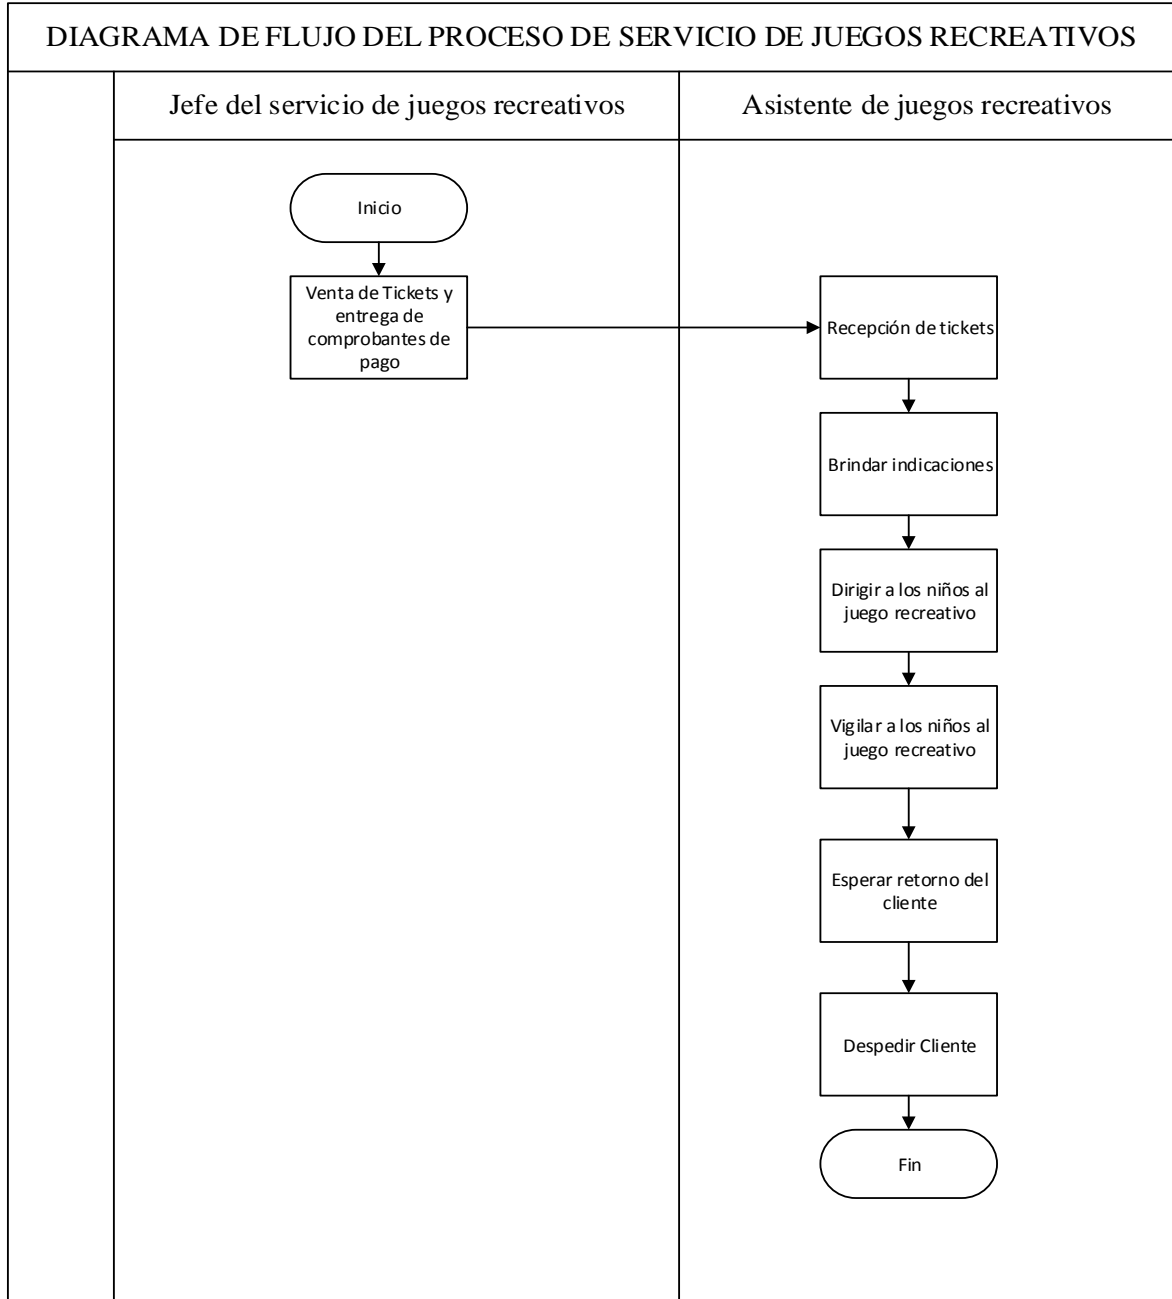 DIAGRAMA DE FLUJO DEL PROCESO DE SERVICIO DE JUEGOS RECREATIVOS
Jefe del servicio de juegos recreativos
Asistente de juegos recreativos
Inicio
Venta de Tickets y
entrega de
comprobantes de
pago
Recepción de tickets
Brindar indicaciones
Dirigir a los niños al
juego recreativo
Vigilar a los niños al
juego recreativo
Esperar retorno del
cliente
Despedir Cliente
Fin